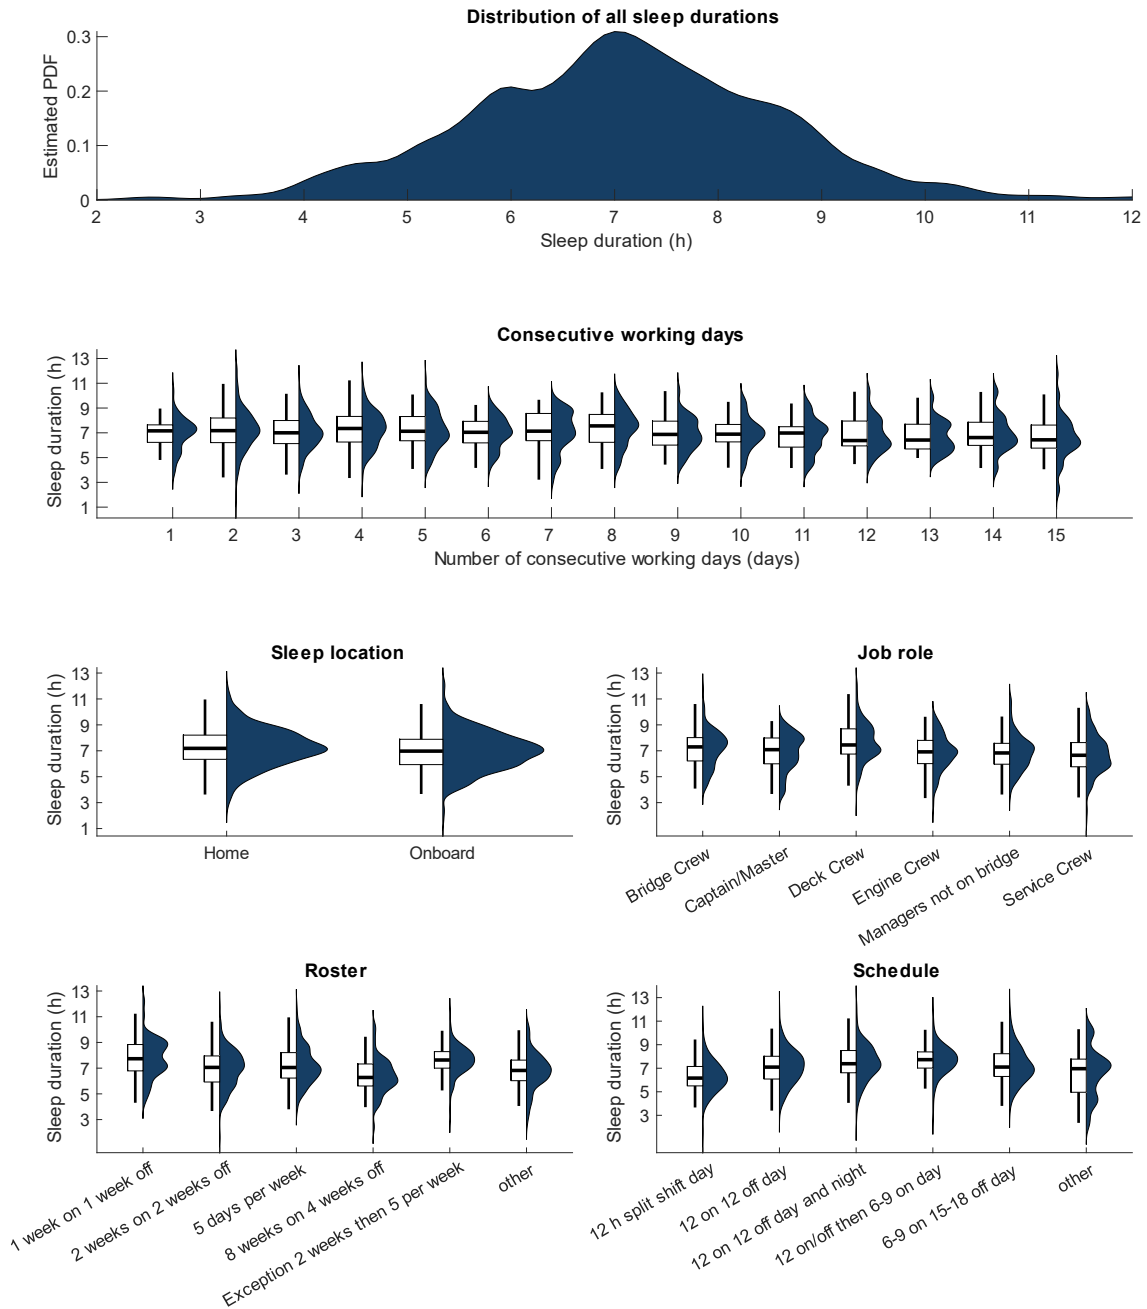 Distribution of all sleep durations
Estimated PDF
0.3
0.2
0.1
0
2 3 4 5 6 7 8 9 10 11 12
Sleep duration (h)
Consecutive working days
Sleep duration (h)
13
11
9
7
5
3
1
1 2 3 4 5 6 7 8 9 10 11 12 13 14 15
Number of consecutive working days (days)
Sleep location
Sleep duration (h)
13
11
9
7
5
3
1
Home Onboard
Job role
Sleep duration (h)
13
11
9
7
5
3
Bridge Crew
Captain/Master
Deck Crew
Engine Crew
Managers not on bridge
Service Crew
Roster
Sleep duration (h)
13
11
9
7
5
3
1 week on 1 week off
2 weeks on 2 weeks off
5 days per week
8 weeks on 4 weeks off
Exception 2 weeks then 5 per week
other
Schedule
Sleep duration (h)
13
11
9
7
5
3
12 h split shift day
12 on 12 off day
12 on 12 off day and night
12 on/off then 6-9 on day
6-9 on 15-18 off day
other